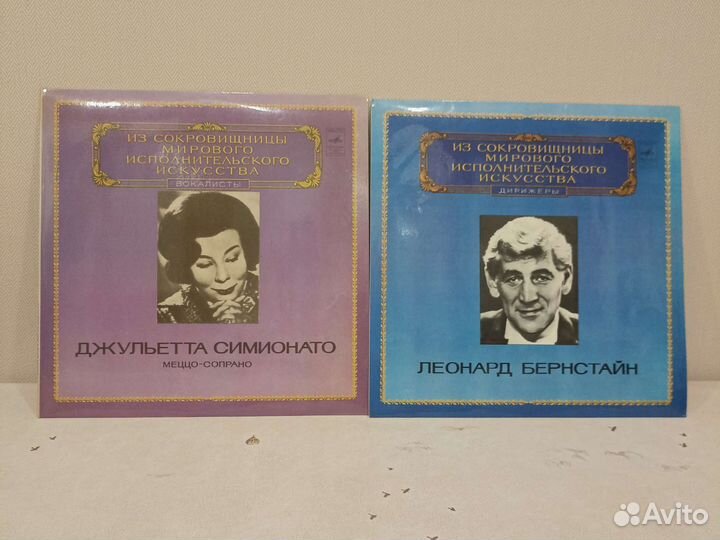 ИЗ СОКРОВИЩНИЦЫ
МИРОВОГО
ИСПОЛНИТЕЛЬСКОГО
ИСКУССТВА
ВОКАЛИСТЫ
ДЖУЛЬЕТТА СИМИОНАТО
МЕЦЦО-СОПРАНО
ИЗ СОКРОВИЩНИЦЫ
МИРОВОГО
ИСПОЛНИТЕЛЬСКОГО
ИСКУССТВА
ДИРИЖЕРЫ
ЛЕОНАРД БЕРНСТАЙН
Avito